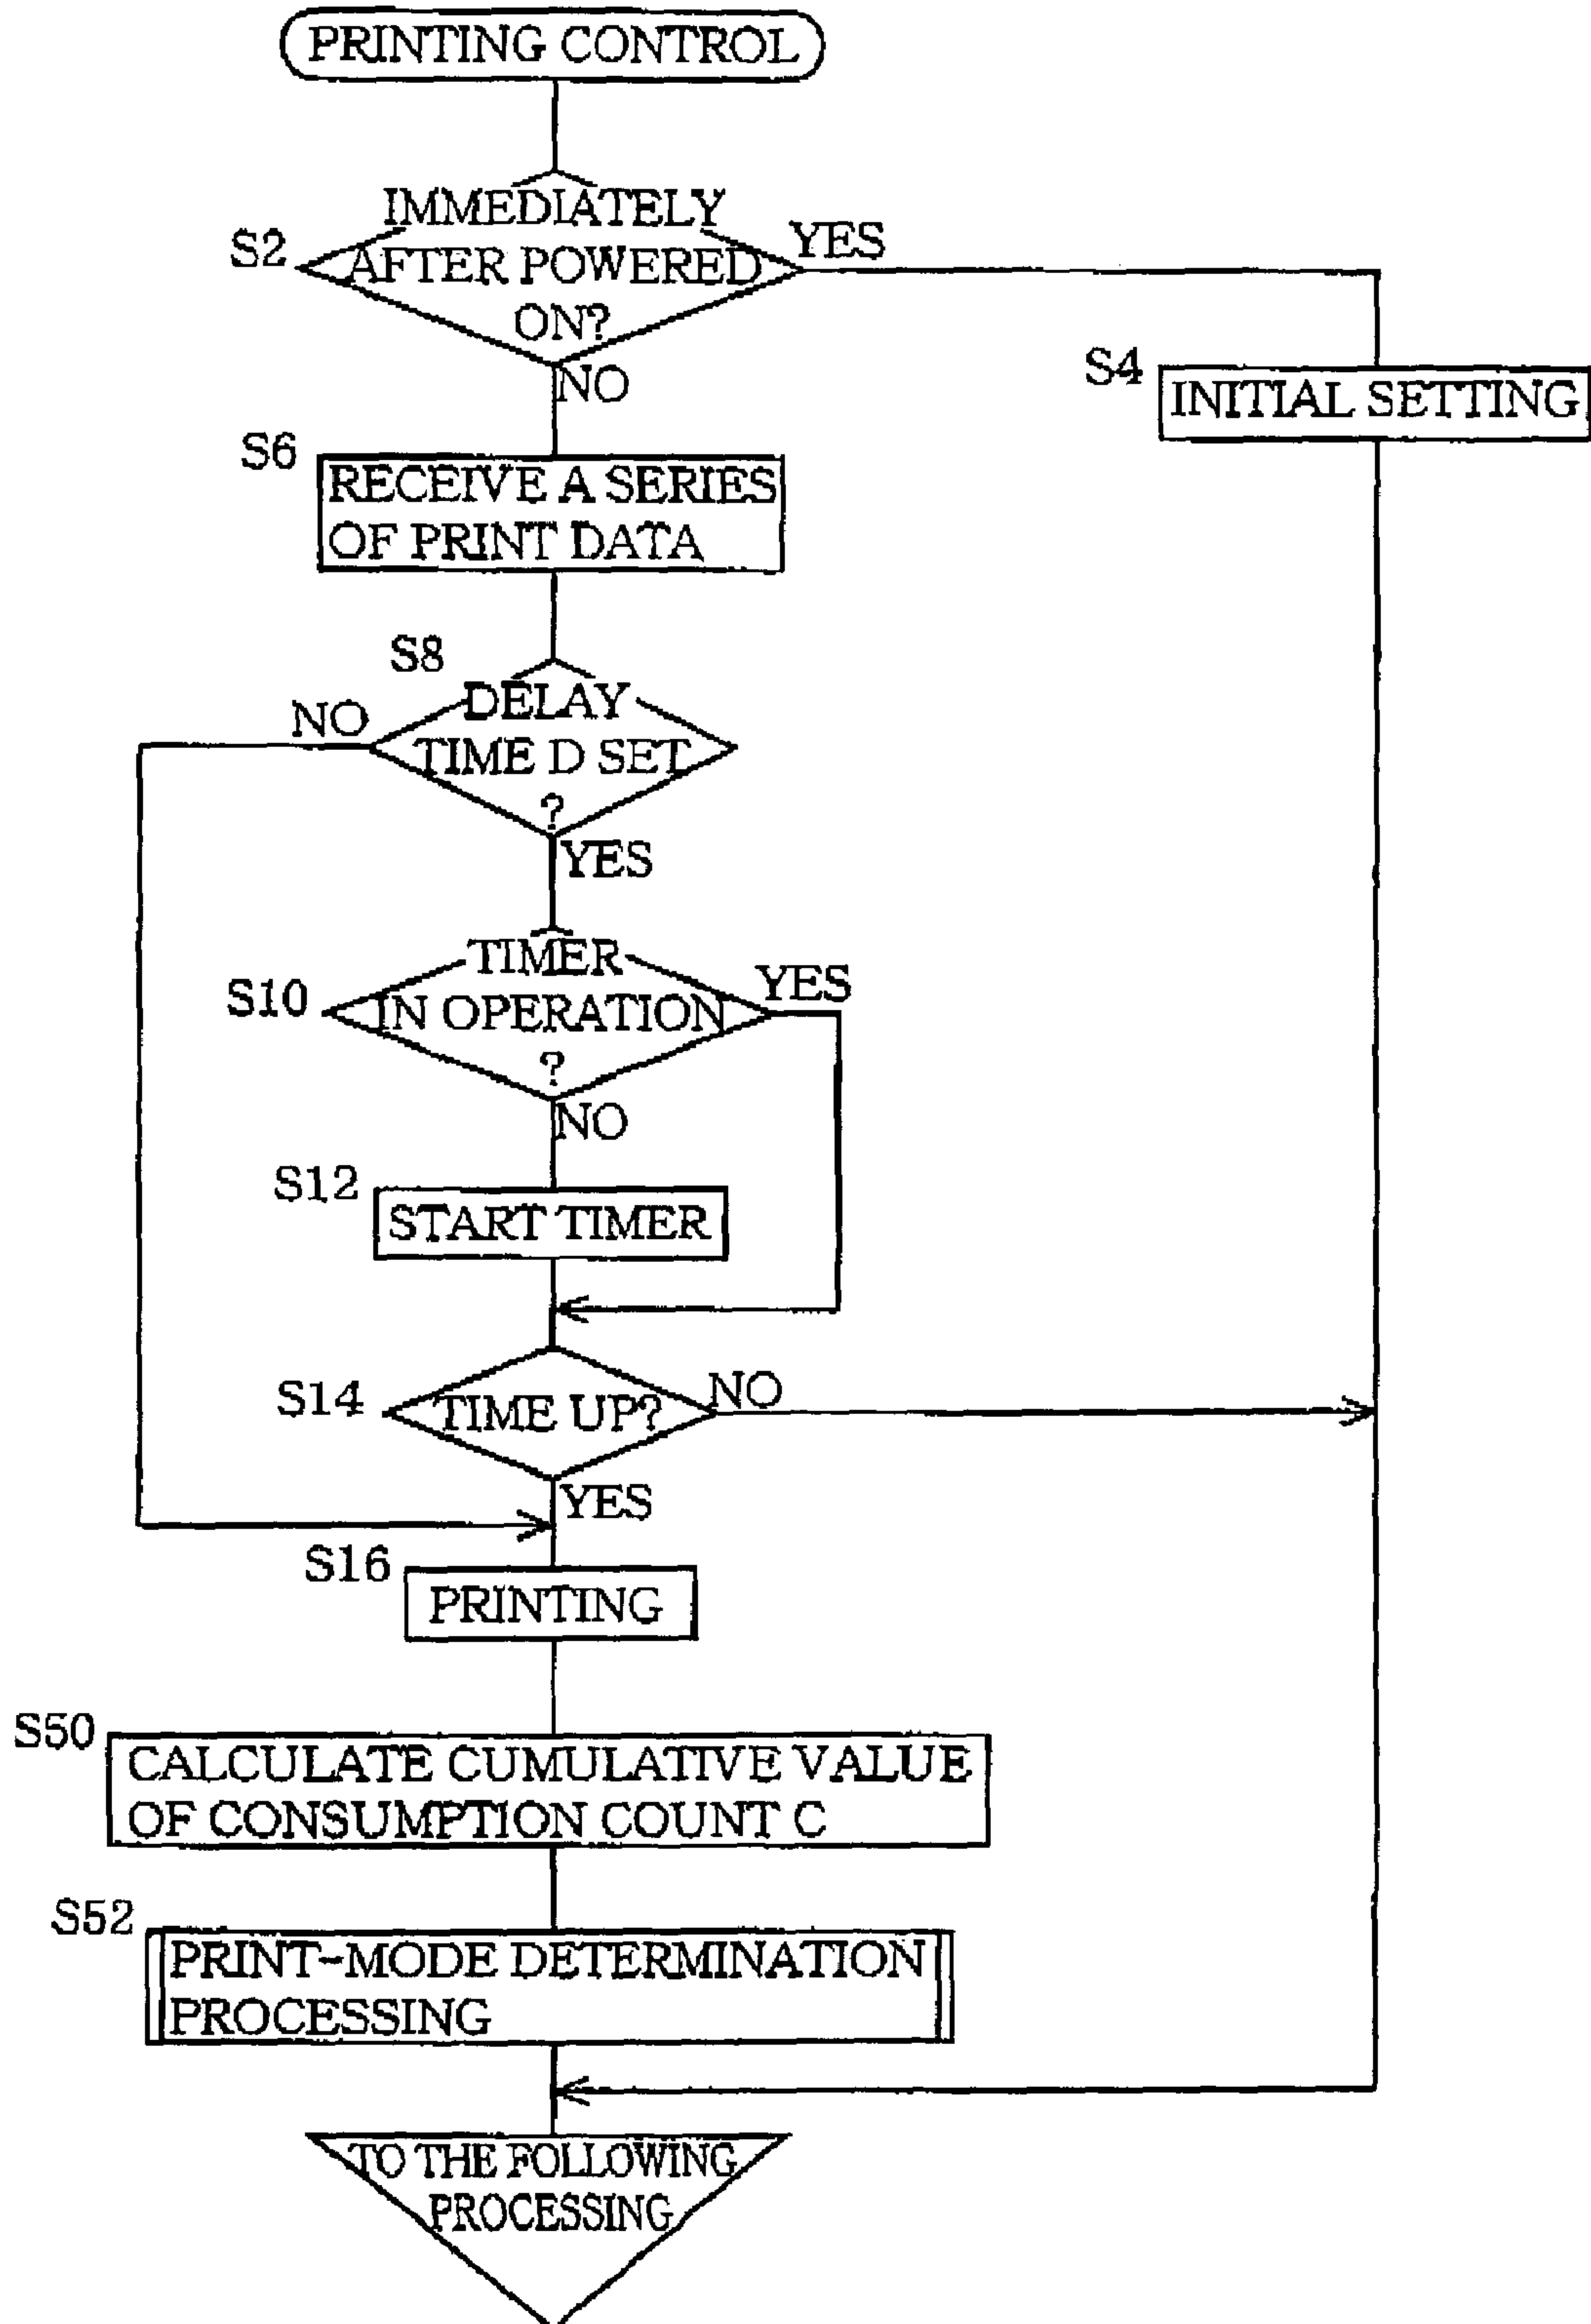 PRINTING CONTROL
S2
IMMEDIATELY
AFTER POWERED
ON?
YES
NO
S4
INITIAL SETTING
S6
RECEIVE A SERIES
OF PRINT DATA
S8
DELAY
TIME D SET
?
NO
YES
S10
TIMER
IN OPERATION
?
YES
NO
S12
START TIMER
S14
TIME UP?
NO
YES
S16
PRINTING
S50
CALCULATE CUMULATIVE VALUE
OF CONSUMPTION COUNT C
S52
PRINT-MODE DETERMINATION
PROCESSING
TO THE FOLLOWING
PROCESSING